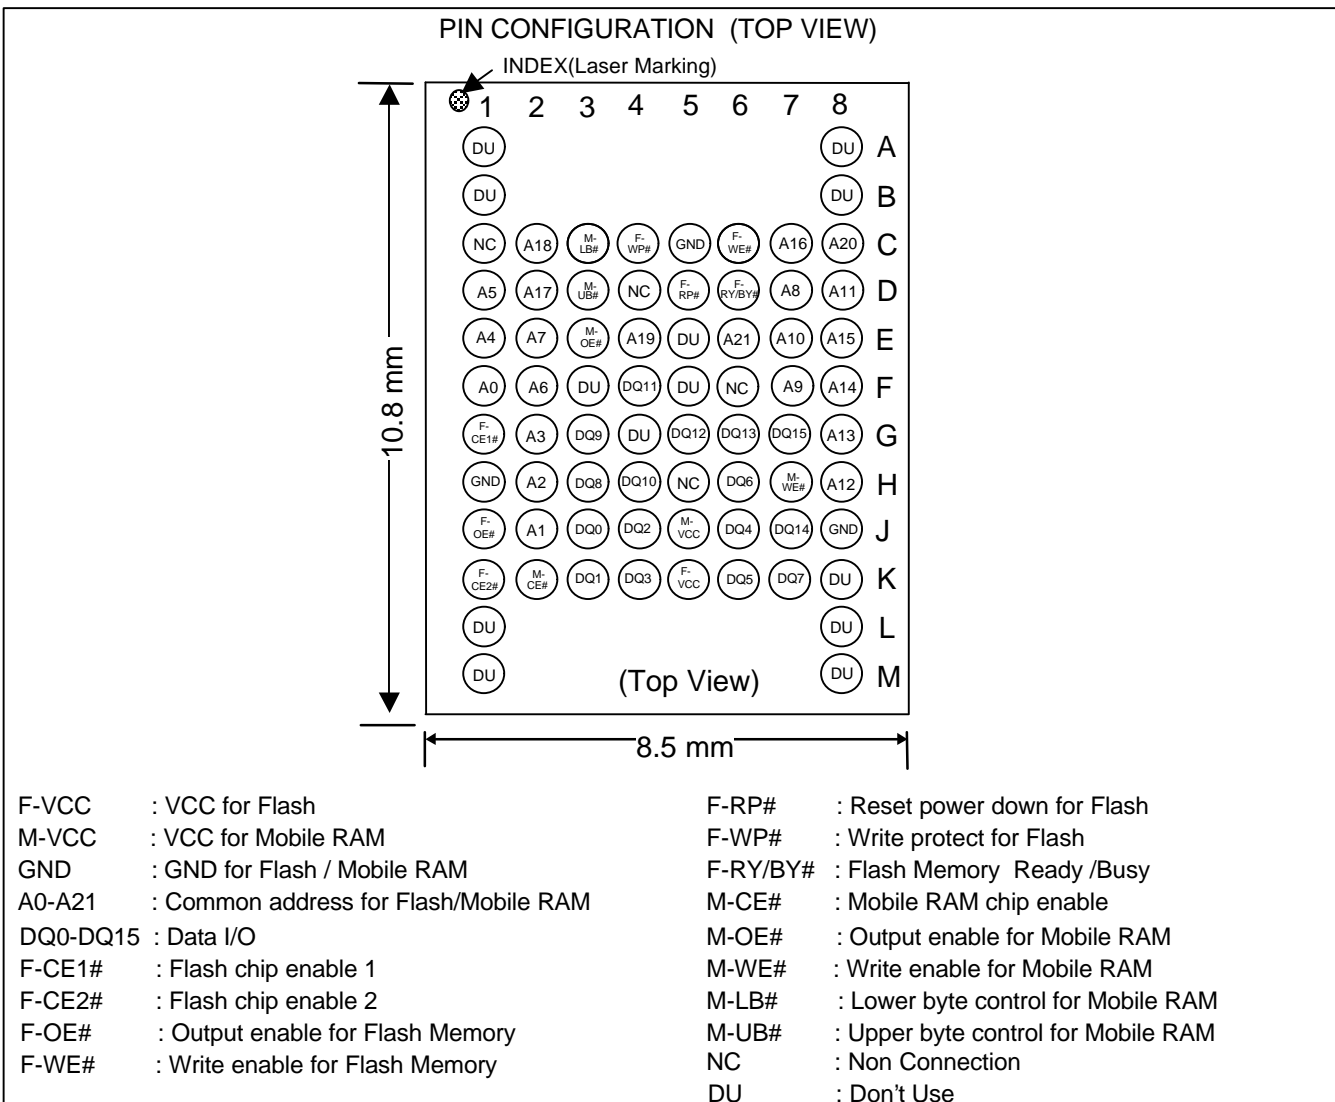 PIN CONFIGURATION (TOP VIEW)
INDEX(Laser Marking)
1 2 3 4 5 6 7 8
DU DU A
DU DU B
NC A18 M-LB# F-WP# GND F-WE# A16 A20 C
A5 A17 M-UB# NC F-RP# F-RY/BY# A8 A11 D
A4 A7 M-OE# A19 DU A21 A10 A15 E
A0 A6 DU DQ11 DU NC A9 A14 F
F-CE1# A3 DQ9 DU DQ12 DQ13 DQ15 A13 G
GND A2 DQ8 DQ10 NC DQ6 M-WE# A12 H
F-OE# A1 DQ0 DQ2 M-VCC DQ4 DQ14 GND J
F-CE2# M-CE# DQ1 DQ3 F-VCC DQ5 DQ7 DU K
DU DU L
DU (Top View) DU M
10.8 mm
8.5 mm
F-VCC : VCC for Flash
M-VCC : VCC for Mobile RAM
GND : GND for Flash / Mobile RAM
A0-A21 : Common address for Flash/Mobile RAM
DQ0-DQ15 : Data I/O
F-CE1# : Flash chip enable 1
F-CE2# : Flash chip enable 2
F-OE# : Output enable for Flash Memory
F-WE# : Write enable for Flash Memory
F-RP# : Reset power down for Flash
F-WP# : Write protect for Flash
F-RY/BY# : Flash Memory Ready /Busy
M-CE# : Mobile RAM chip enable
M-OE# : Output enable for Mobile RAM
M-WE# : Write enable for Mobile RAM
M-LB# : Lower byte control for Mobile RAM
M-UB# : Upper byte control for Mobile RAM
NC : Non Connection
DU : Don't Use